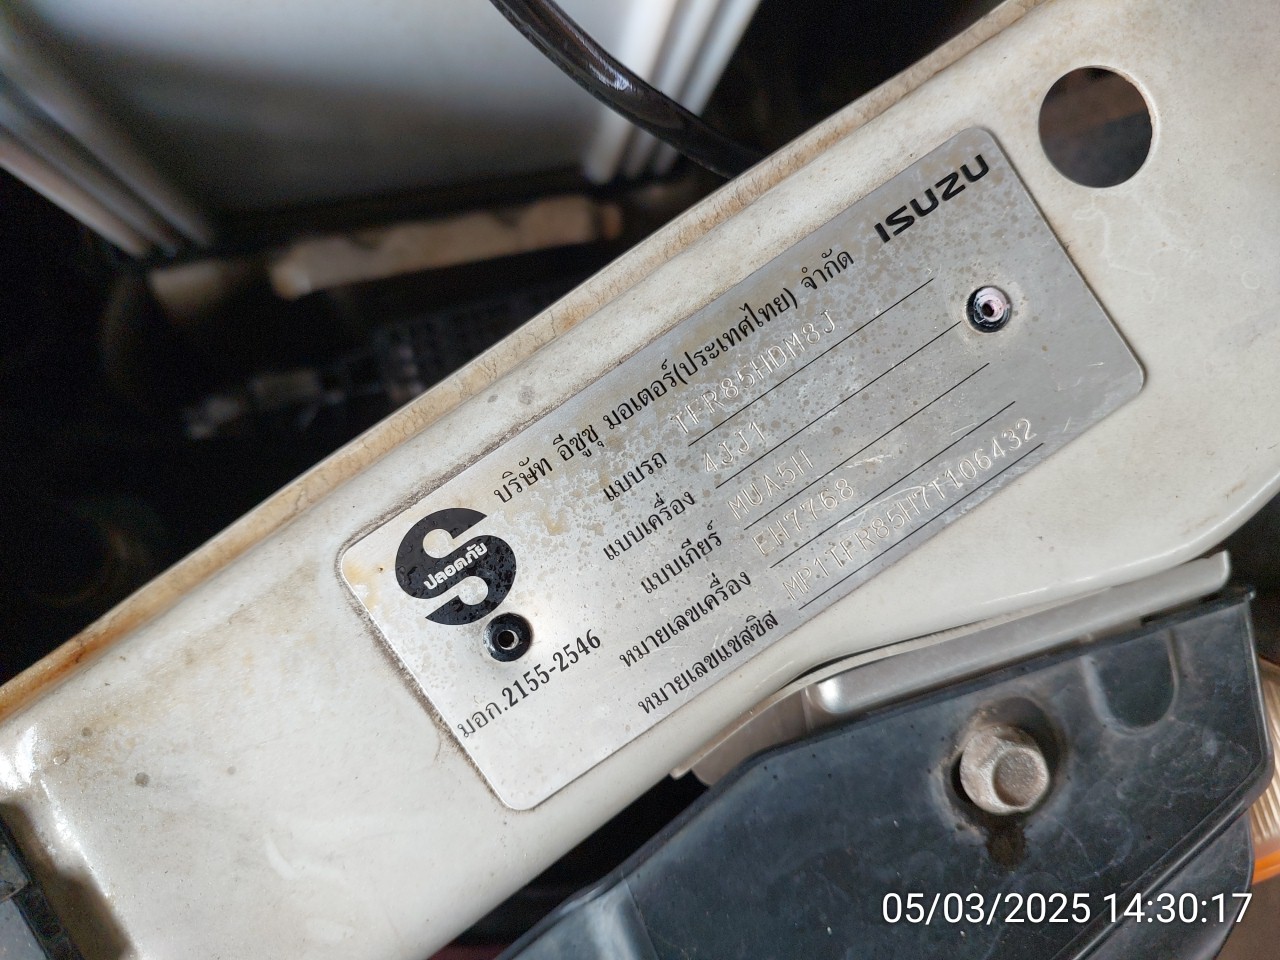 ISUZU
บริษัท อีซูซุ มอเตอร์(ประเทศไทย) จำกัด
แบบรถ TFR85HDM8J
แบบเครื่อง 4JJ1
แบบเกียร์ MUA5H
หมายเลขเครื่อง FH7768
หมายเลขแชสซิส MP1TFR85H7T106432
ปลอดภัย
มอก.2155-2546
05/03/2025 14:30:17